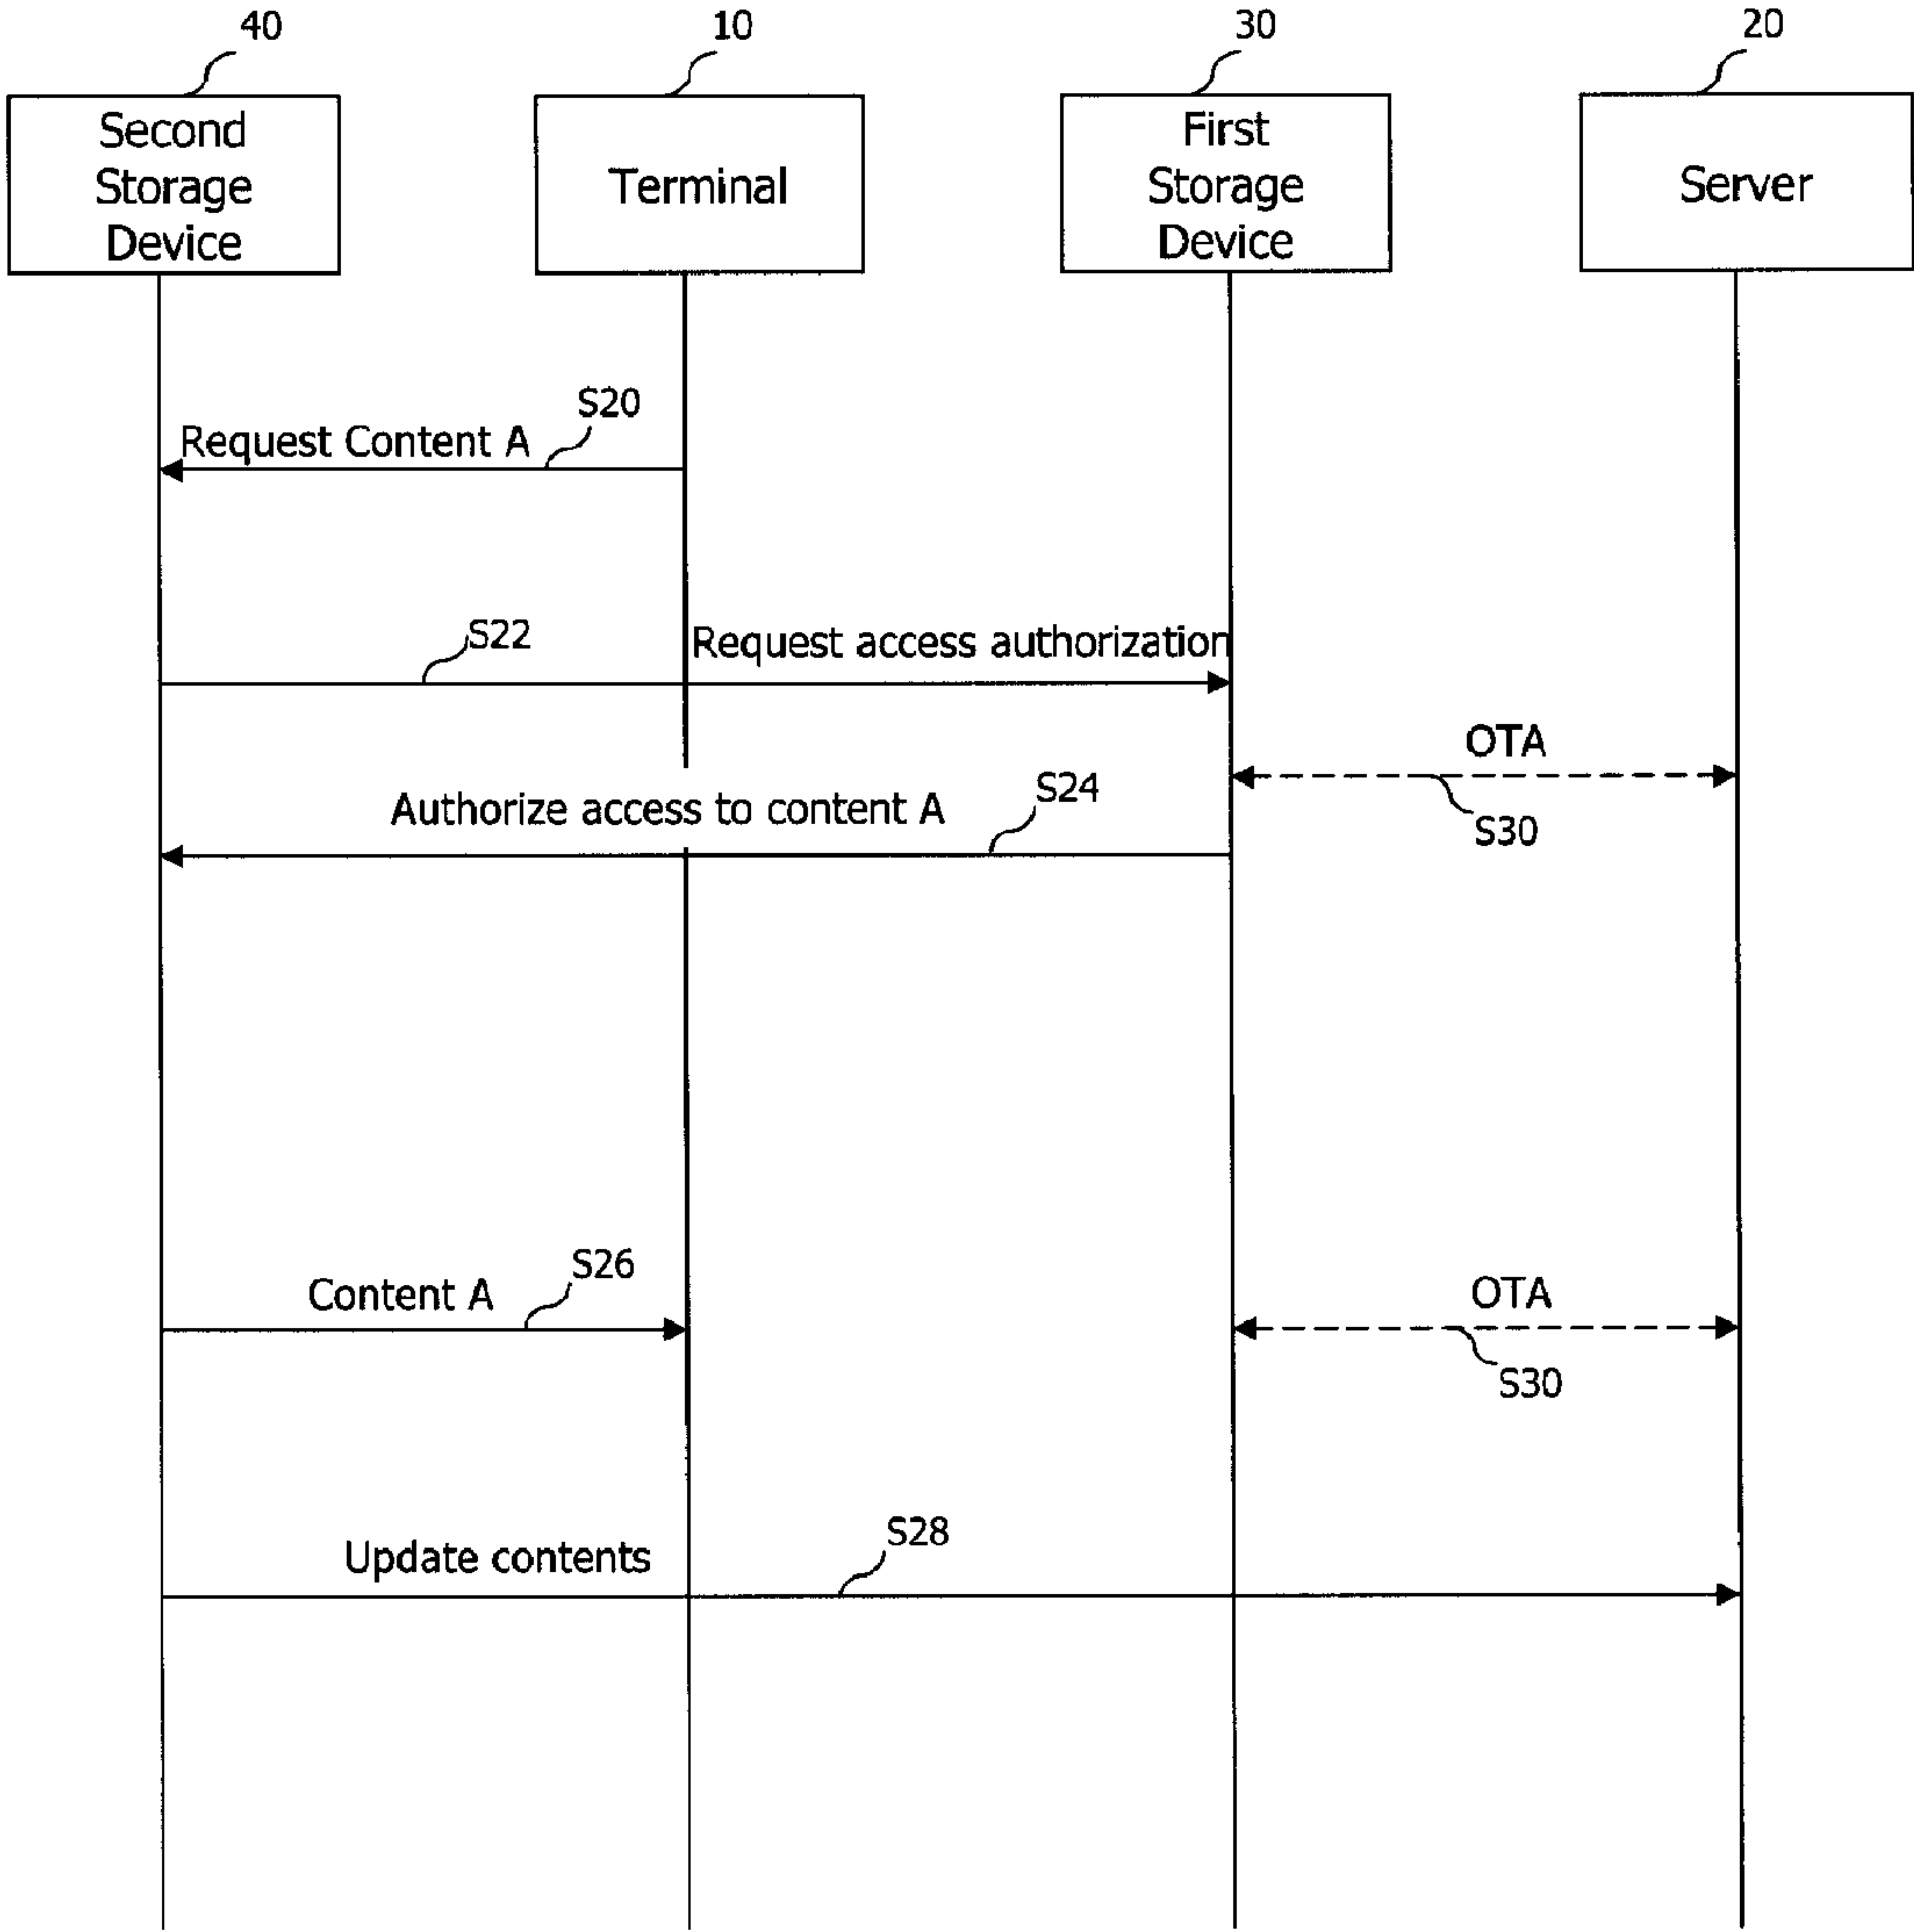 40
10
30
20
Second
Storage
Device
Terminal
First
Storage
Device
Server
S20
Request Content A
S22
Request access authorization
OTA
S30
S24
Authorize access to content A
S26
Content A
OTA
S30
S28
Update contents